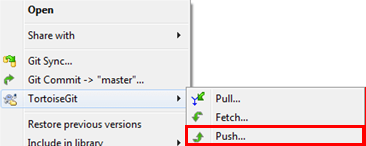 Open
Share with
Git Sync...
Git Commit -> "master"...
TortoiseGit
Restore previous versions
Include in library
Pull...
Fetch...
Push...